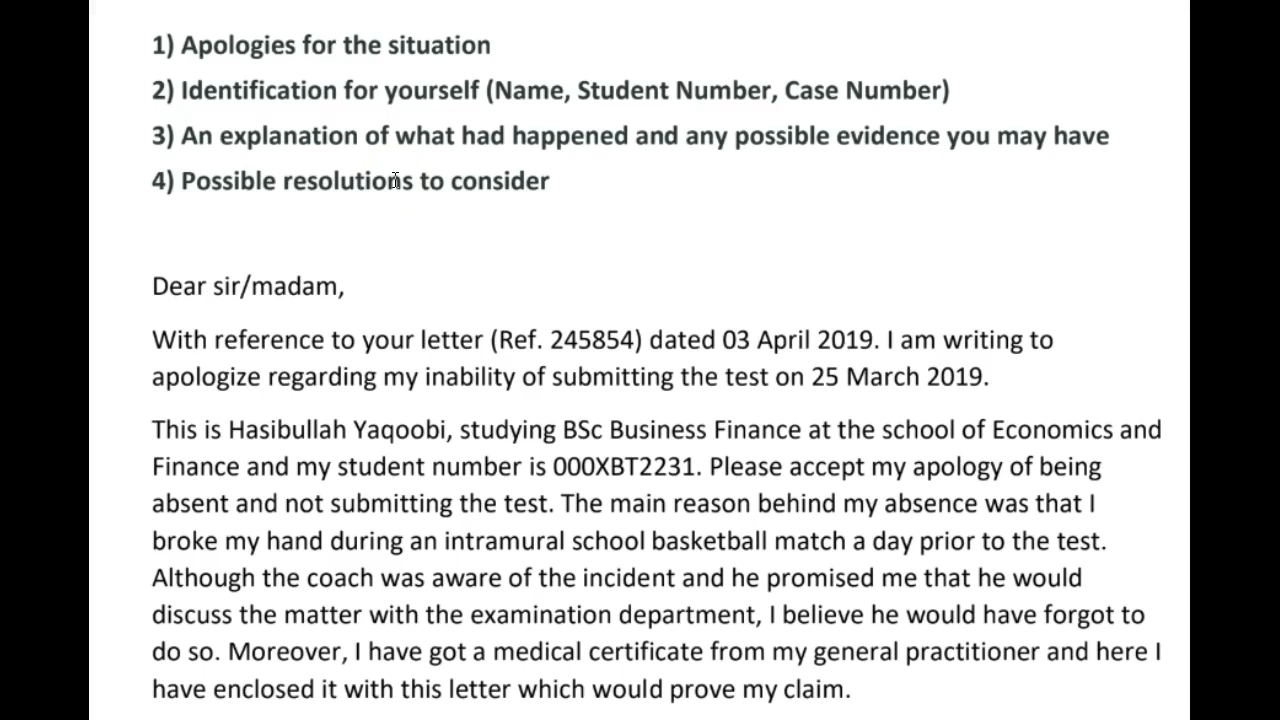 1) Apologies for the situation
2) Identification for yourself (Name, Student Number, Case Number)
3) An explanation of what had happened and any possible evidence you may have
4) Possible resolutions to consider
Dear sir/madam,
With reference to your letter (Ref. 245854) dated 03 April 2019. I am writing to
apologize regarding my inability of submitting the test on 25 March 2019.
This is Hasibullah Yaqoobi, studying BSc Business Finance at the school of Economics and
Finance and my student number is 000XBT2231. Please accept my apology of being
absent and not submitting the test. The main reason behind my absence was that I
broke my hand during an intramural school basketball match a day prior to the test.
Although the coach was aware of the incident and he promised me that he would
discuss the matter with the examination department, I believe he would have forgot to
do so. Moreover, I have got a medical certificate from my general practitioner and here I
have enclosed it with this letter which would prove my claim.